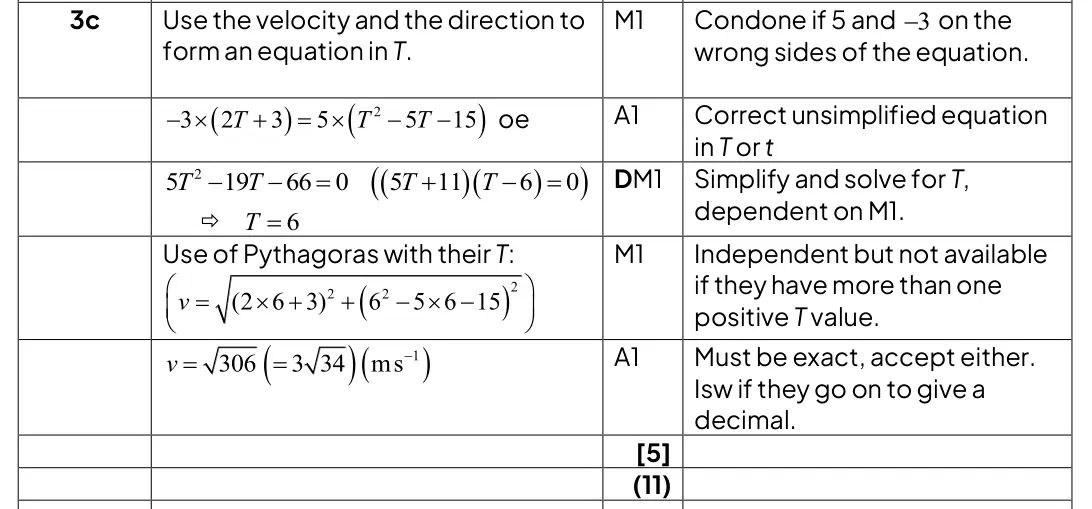 3c Use the velocity and the direction to M1 Condone if 5 and −3 on the
form an equation in T. wrong sides of the equation.
−3×(2T+3)=5×(T²−5T−15) oe A1 Correct unsimplified equation
in T or t
5T²−19T−66=0 ((5T+11)(T−6)=0) DM1 Simplify and solve for T,
⇨ T=6 dependent on M1.
Use of Pythagoras with their T: M1 Independent but not available
(v=√((2×6+3)²+(6²−5×6−15)²)) if they have more than one
positive T value.
v=√306 (=3√34)(ms⁻¹) A1 Must be exact, accept either.
Isw if they go on to give a
decimal.
[5]
(11)